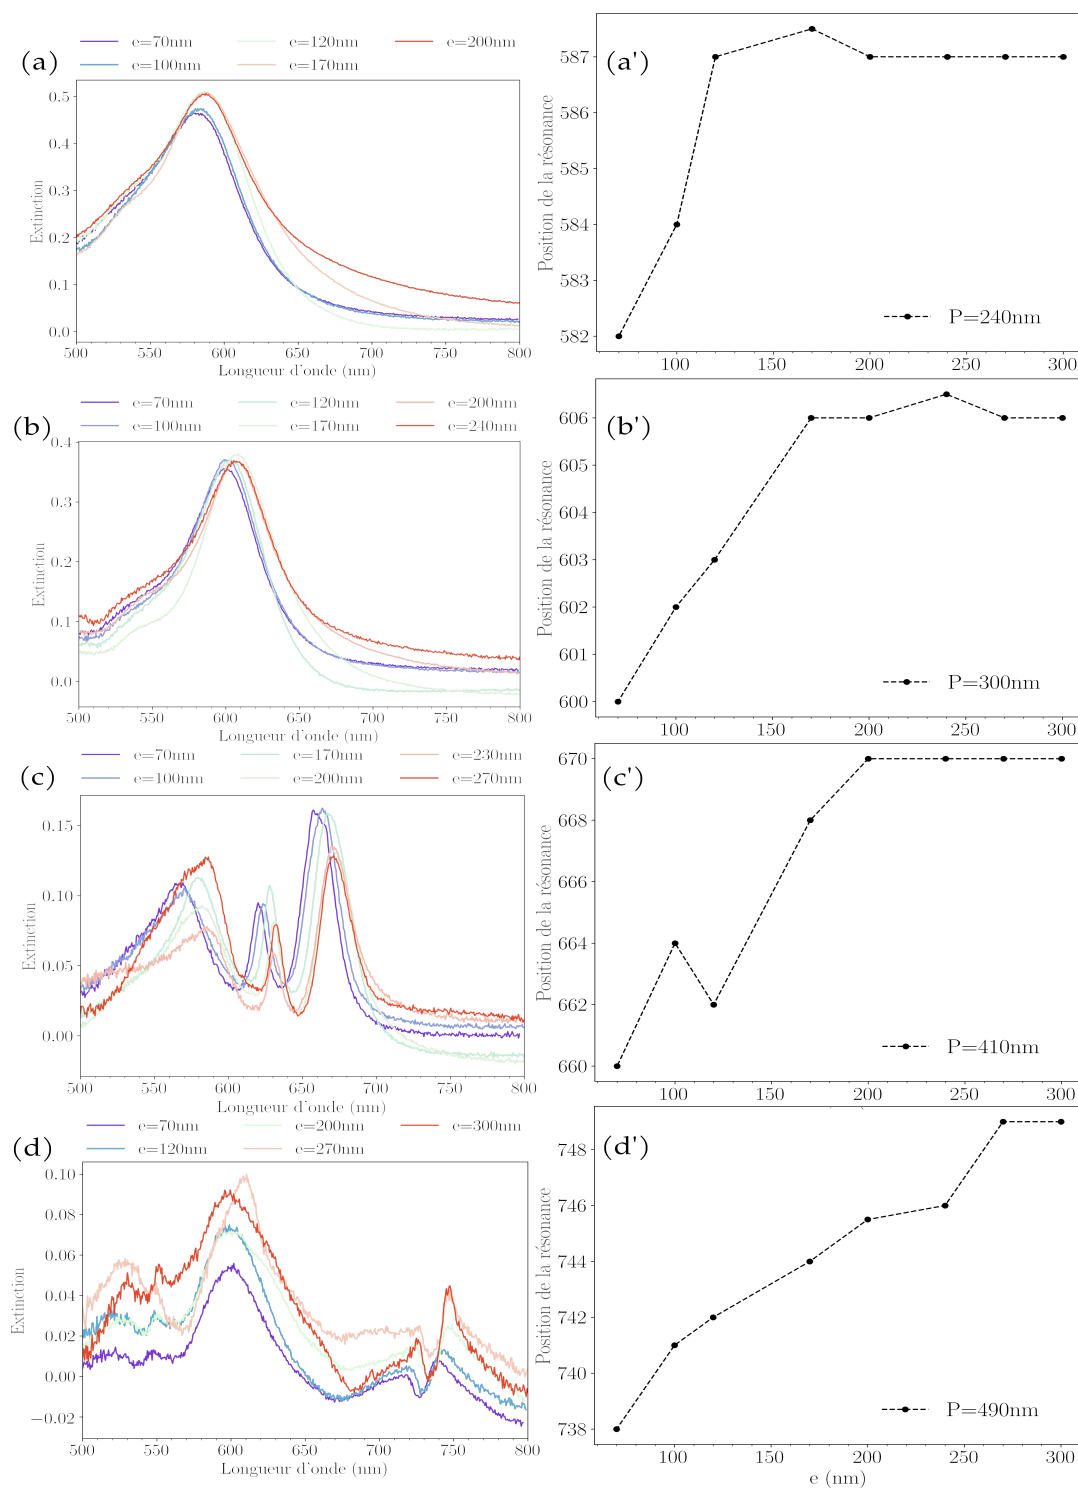 e=70nm e=120nm e=200nm
e=100nm e=170nm
(a)
0.5
0.4
0.3
0.2
0.1
0.0
Extinction
500 550 600 650 700 750 800
Longueur d'onde (nm)
(a')
587
586
585
584
583
582
Position de la résonance
P=240nm
100 150 200 250 300
e=70nm e=120nm e=200nm
e=100nm e=170nm e=240nm
(b)
0.4
0.3
0.2
0.1
0.0
Extinction
500 550 600 650 700 750 800
Longueur d'onde (nm)
(b')
606
605
604
603
602
601
600
Position de la résonance
P=300nm
100 150 200 250 300
e=70nm e=170nm e=230nm
e=100nm e=200nm e=270nm
(c)
0.15
0.10
0.05
0.00
Extinction
500 550 600 650 700 750 800
Longueur d'onde (nm)
(c')
670
668
666
664
662
660
Position de la résonance
P=410nm
100 150 200 250 300
e=70nm e=200nm e=300nm
e=120nm e=270nm
(d)
0.10
0.08
0.06
0.04
0.02
0.00
−0.02
Extinction
500 550 600 650 700 750 800
Longueur d'onde (nm)
(d')
748
746
744
742
740
738
Position de la résonance
P=490nm
100 150 200 250 300
e (nm)